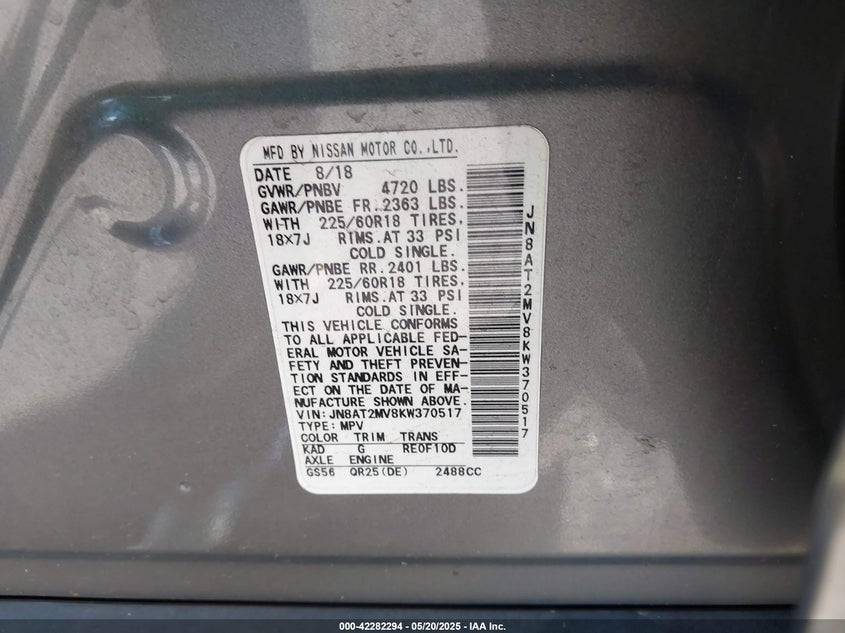 MFD BY NISSAN MOTOR CO.,LTD.
DATE 8/18
GVWR/PNBV 4720 LBS.
GAWR/PNBE FR. 2363 LBS.
WITH 225/60R18 TIRES,
18X7J RIMS.AT 33 PSI
COLD SINGLE.
GAWR/PNBE RR. 2401 LBS.
WITH 225/60R18 TIRES,
18X7J RIMS.AT 33 PSI
COLD SINGLE.
THIS VEHICLE CONFORMS
TO ALL APPLICABLE FED-
ERAL MOTOR VEHICLE SA-
FETY AND THEFT PREVEN-
TION STANDARDS IN EFF-
ECT ON THE DATE OF MA-
NUFACTURE SHOWN ABOVE.
VIN: JN8AT2MV8KW370517
TYPE: MPV
COLOR TRIM TRANS
KAD G RE0F10D
AXLE ENGINE
GS56 QR25(DE) 2488CC
JN8AT2MV8KW370517
000-42282294 - 05/20/2025 - IAA Inc.